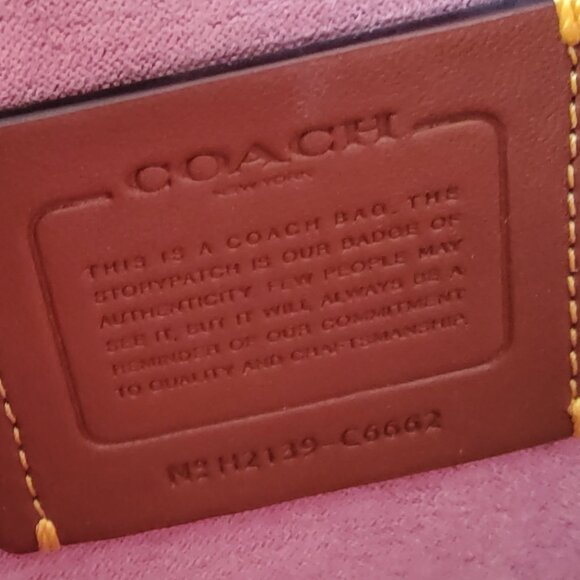 COACH
NEW YORK
THIS IS A COACH BAG. THE
STORYPATCH IS OUR BADGE OF
AUTHENTICITY FEW PEOPLE MAY
SEE IT, BUT IT WILL ALWAYS BE A
REMINDER OF OUR COMMITMENT
TO QUALITY AND CRAFTSMANSHIP.
Nº H2139-C6662